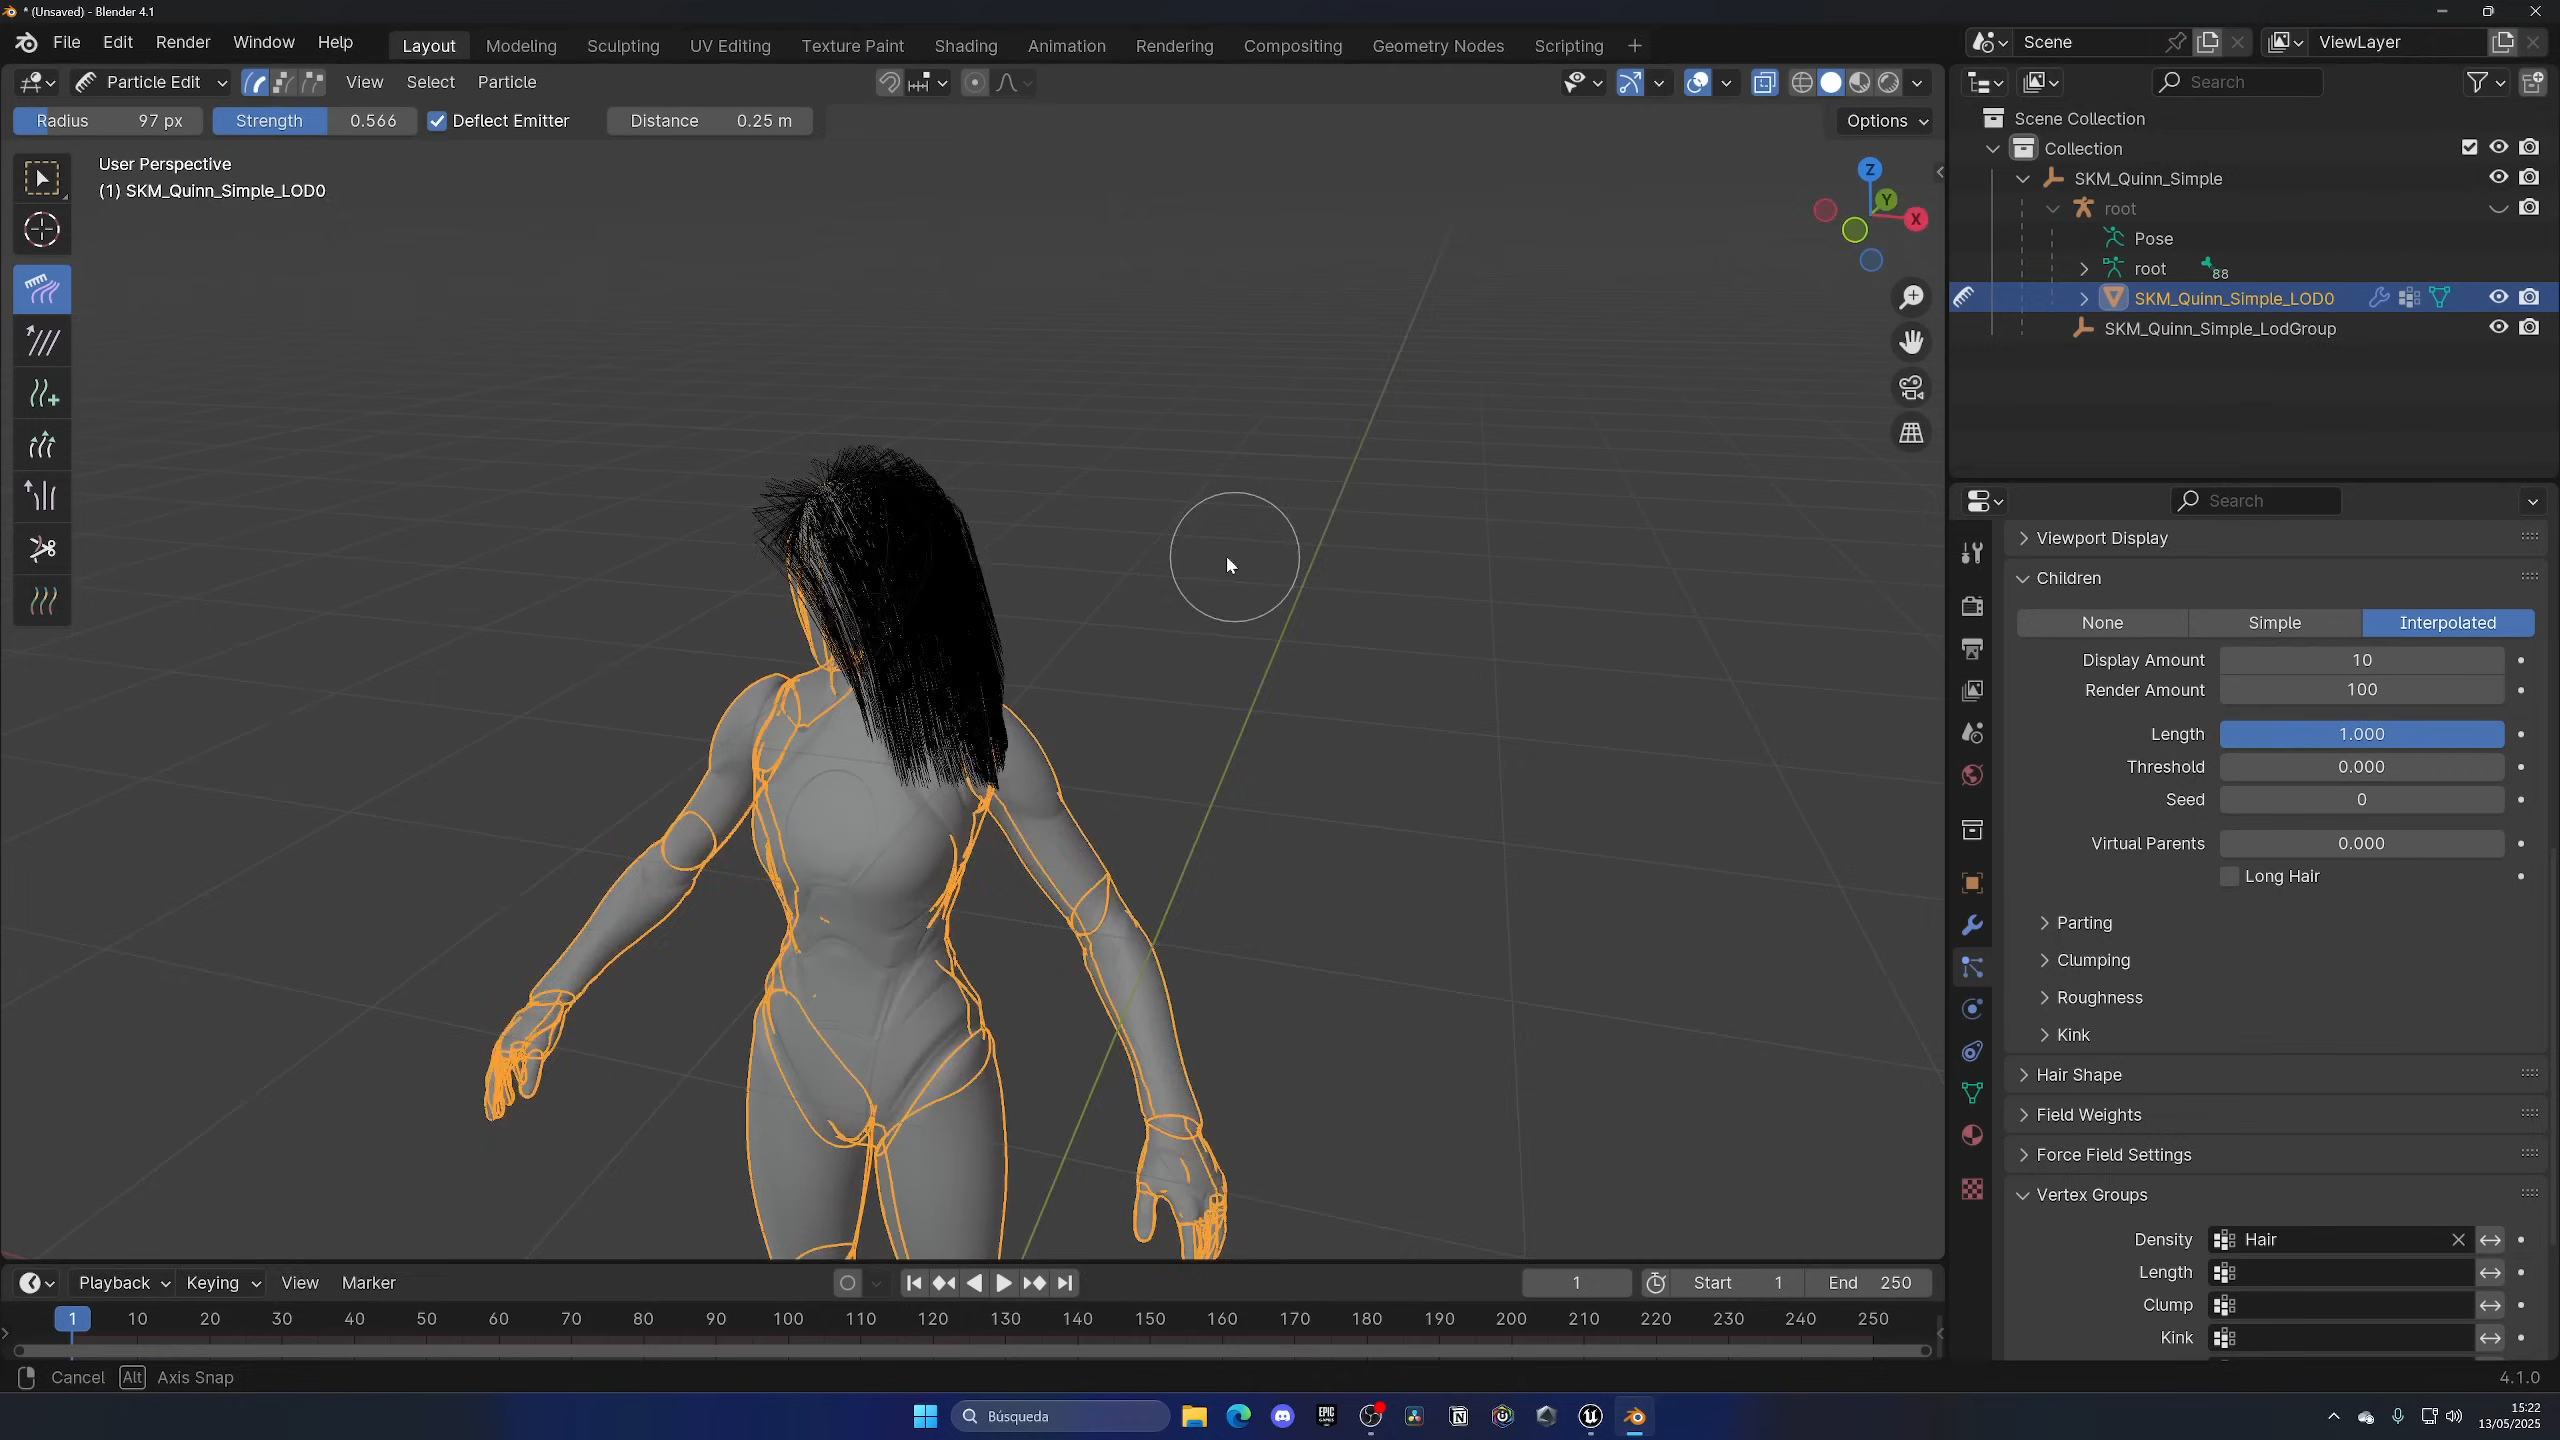 * (Unsaved) - Blender 4.1
File Edit Render Window Help Layout Modeling Sculpting UV Editing Texture Paint Shading Animation Rendering Compositing Geometry Nodes Scripting + Scene ViewLayer
Particle Edit View Select Particle Search
Radius 97 px Strength 0.566 Deflect Emitter Distance 0.25 m Options
User Perspective
(1) SKM_Quinn_Simple_LOD0
Z
Y
X
Scene Collection
Collection
SKM_Quinn_Simple
root
Pose
root 88
SKM_Quinn_Simple_LOD0
SKM_Quinn_Simple_LodGroup
Search
Viewport Display
Children
None Simple Interpolated
Display Amount 10
Render Amount 100
Length 1.000
Threshold 0.000
Seed 0
Virtual Parents 0.000
Long Hair
Parting
Clumping
Roughness
Kink
Hair Shape
Field Weights
Force Field Settings
Vertex Groups
Density Hair
Length
Clump
Kink
Playback Keying View Marker 1 Start 1 End 250
1 10 20 30 40 50 60 70 80 90 100 110 120 130 140 150 160 170 180 190 200 210 220 230 240 250
Cancel Alt Axis Snap 4.1.0
Búsqueda
EPIC GAMES
15:22
13/05/2025